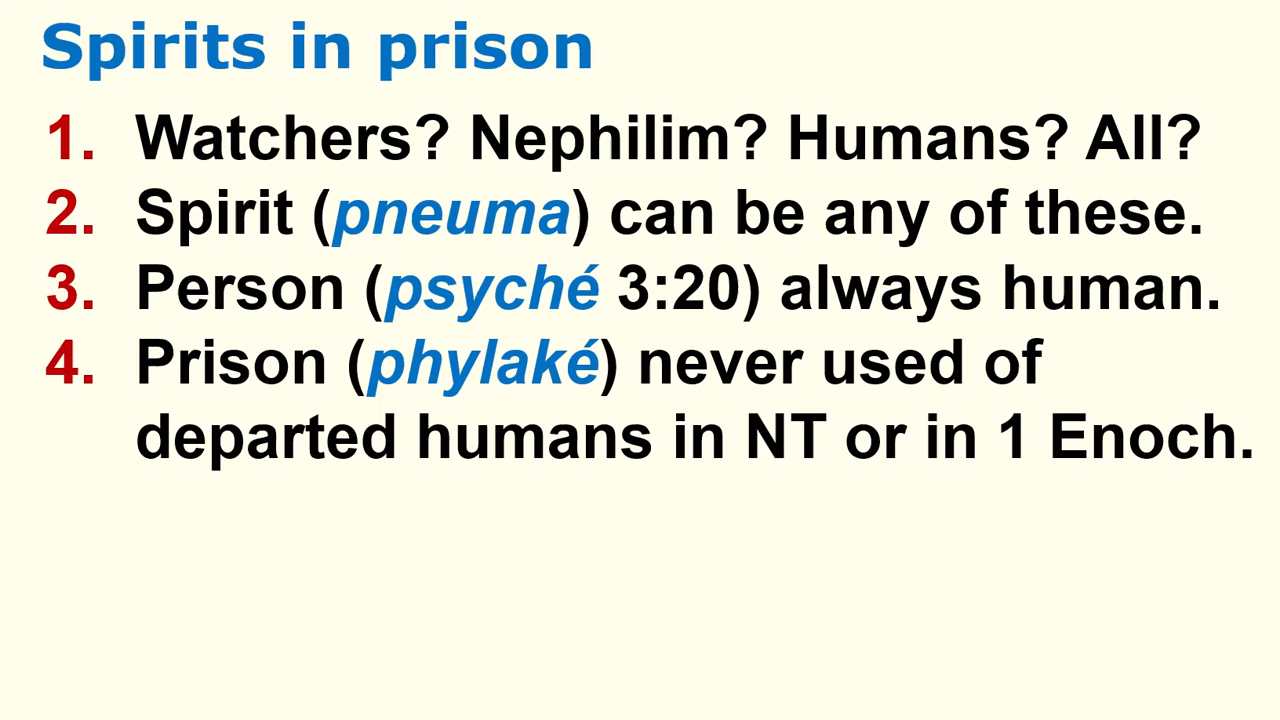 Spirits in prison
1. Watchers? Nephilim? Humans? All?
2. Spirit (pneuma) can be any of these.
3. Person (psyché 3:20) always human.
4. Prison (phylaké) never used of
departed humans in NT or in 1 Enoch.